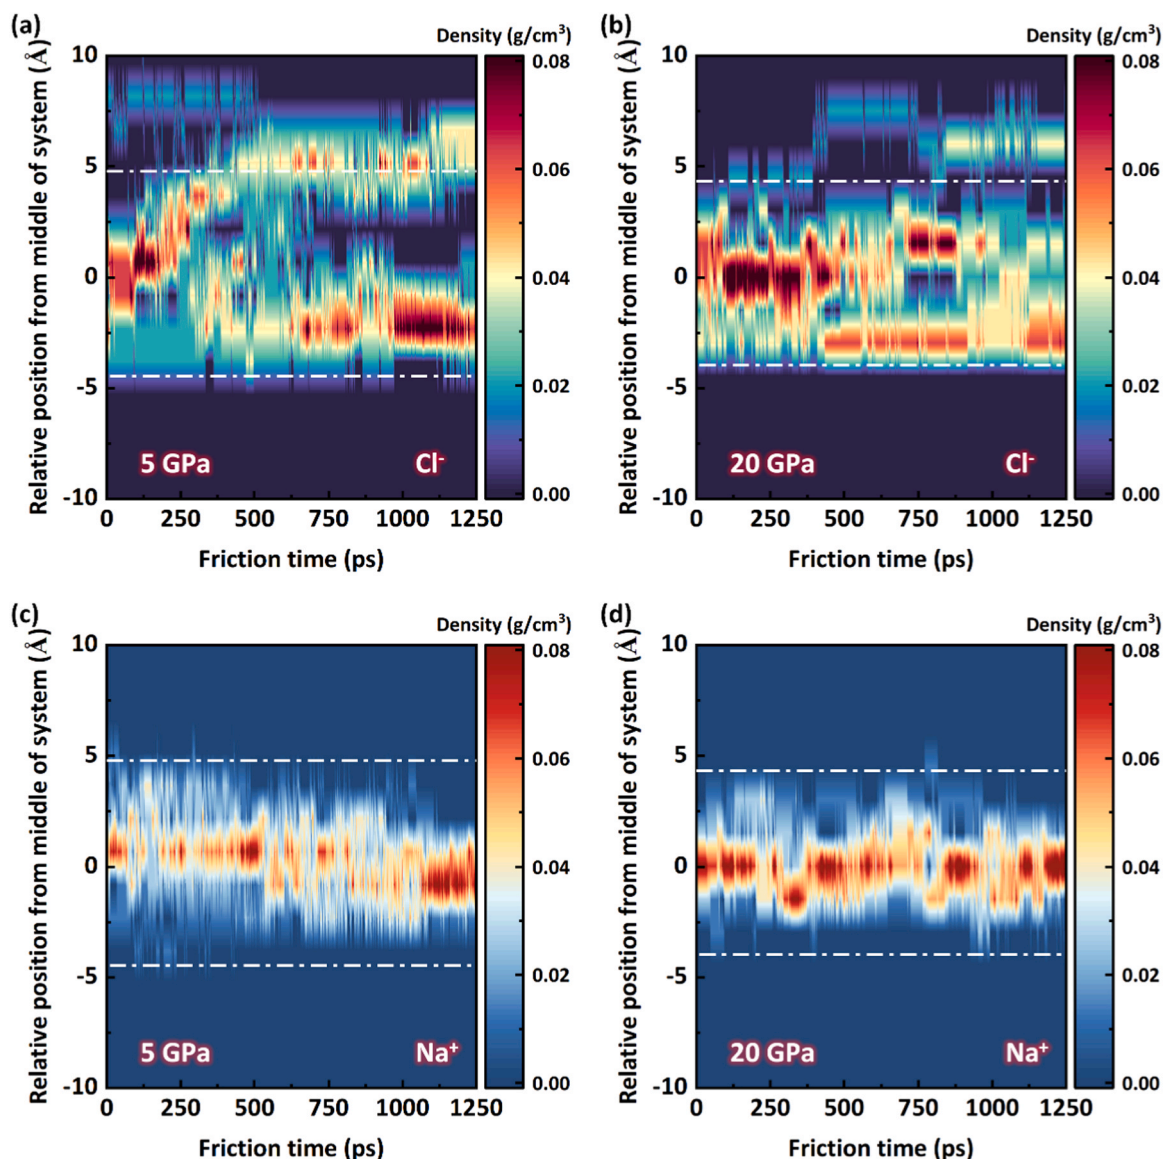 (a)
Density (g/cm³)
Relative position from middle of system (Å)
10
5
0
-5
-10
0.08
0.06
0.04
0.02
0.00
5 GPa
Cl⁻
0 250 500 750 1000 1250
Friction time (ps)
(b)
Density (g/cm³)
Relative position from middle of system (Å)
10
5
0
-5
-10
0.08
0.06
0.04
0.02
0.00
20 GPa
Cl⁻
0 250 500 750 1000 1250
Friction time (ps)
(c)
Density (g/cm³)
Relative position from middle of system (Å)
10
5
0
-5
-10
0.08
0.06
0.04
0.02
0.00
5 GPa
Na⁺
0 250 500 750 1000 1250
Friction time (ps)
(d)
Density (g/cm³)
Relative position from middle of system (Å)
10
5
0
-5
-10
0.08
0.06
0.04
0.02
0.00
20 GPa
Na⁺
0 250 500 750 1000 1250
Friction time (ps)